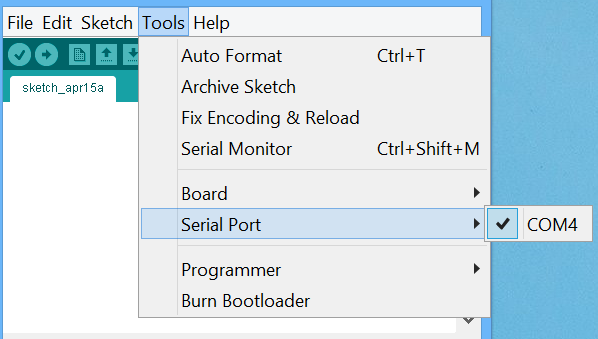 File Edit Sketch Tools Help
sketch_apr15a
Auto Format Ctrl+T
Archive Sketch
Fix Encoding & Reload
Serial Monitor Ctrl+Shift+M
Board
Serial Port COM4
Programmer
Burn Bootloader